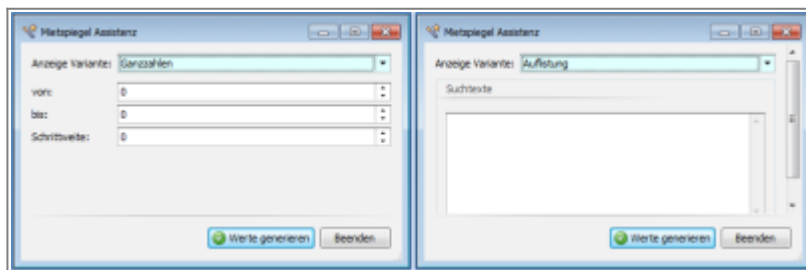 Mietspiegel Assistenz
Anzeige Variante: Ganzzahlen
von: 0
bis: 0
Schrittweite: 0
Werte generieren Beenden
Mietspiegel Assistenz
Anzeige Variante: Auflistung
Suchtexte
Werte generieren Beenden